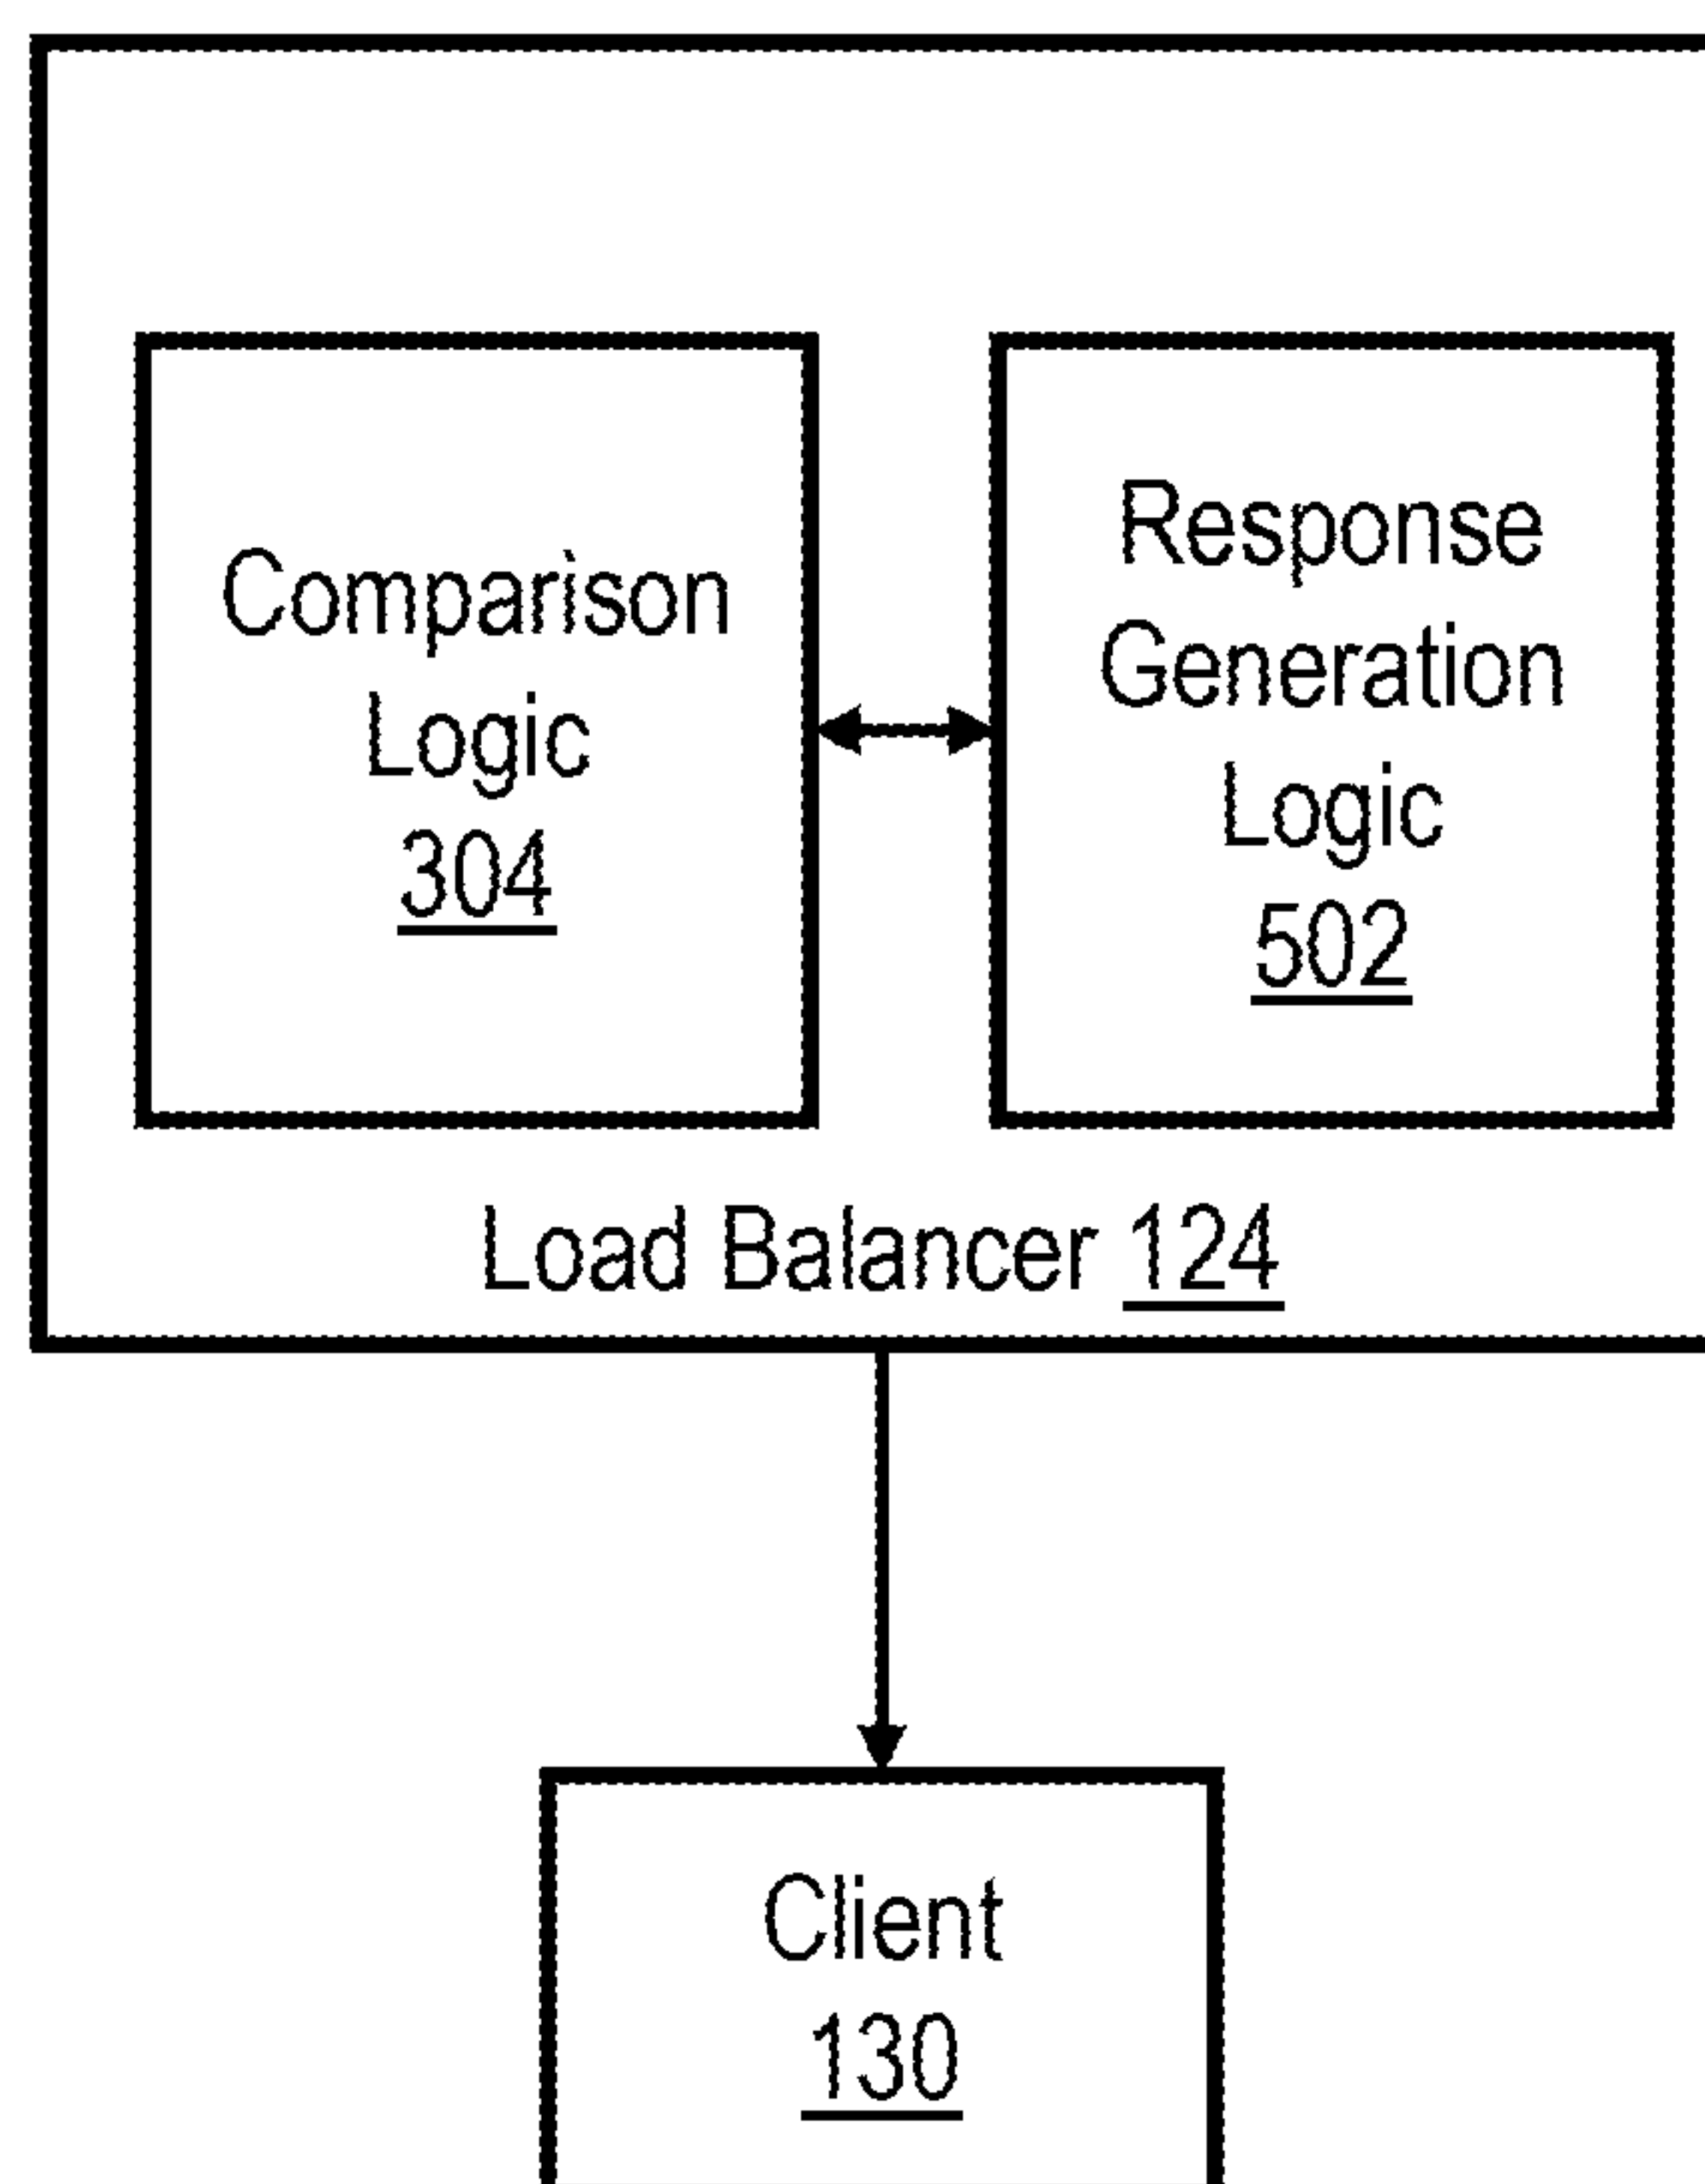 Comparison
Logic
304
Response
Generation
Logic
502
Load Balancer 124
Client
130